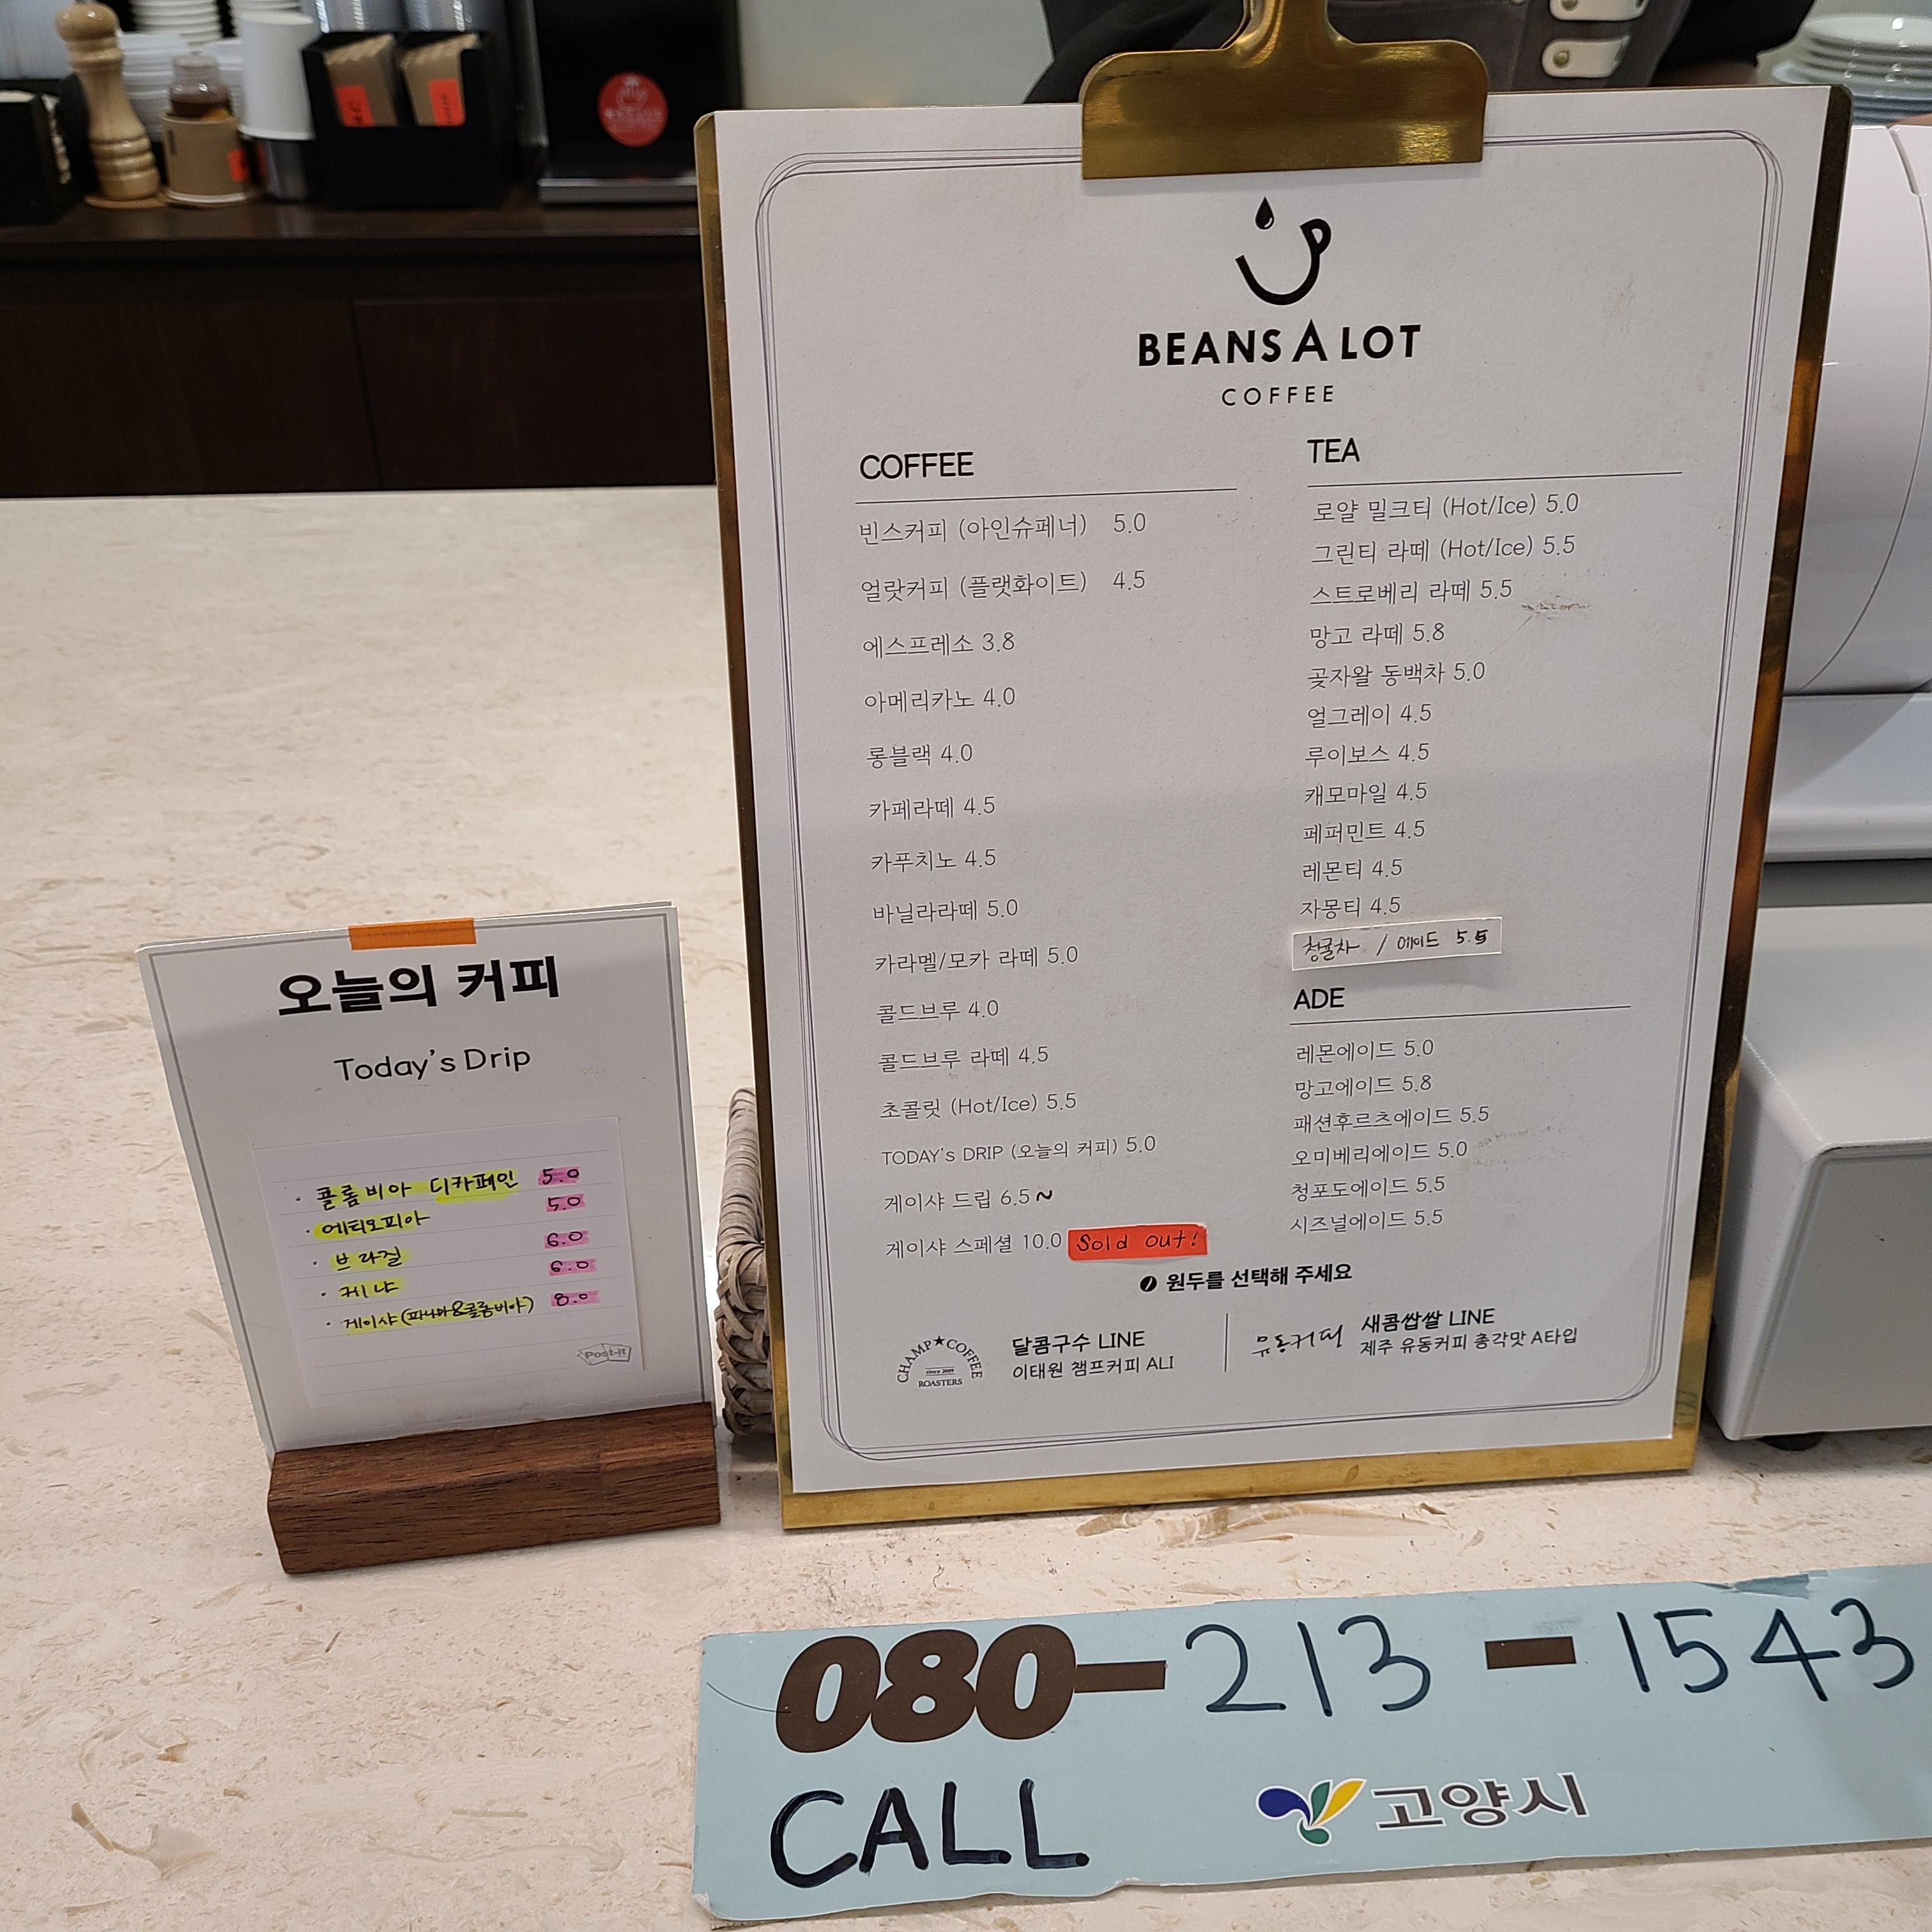 BEANS A LOT
COFFEE
COFFEE
빈스커피 (아인슈페너) 5.0
얼랏커피 (플랫화이트) 4.5
에스프레소 3.8
아메리카노 4.0
롱블랙 4.0
카페라떼 4.5
카푸치노 4.5
바닐라라떼 5.0
카라멜/모카 라떼 5.0
콜드브루 4.0
콜드브루 라떼 4.5
초콜릿 (Hot/Ice) 5.5
TODAY's DRIP (오늘의 커피) 5.0
게이샤 드립 6.5~
게이샤 스페셜 10.0 Sold out!
TEA
로얄 밀크티 (Hot/Ice) 5.0
그린티 라떼 (Hot/Ice) 5.5
스트로베리 라떼 5.5
망고 라떼 5.8
곶자왈 동백차 5.0
얼그레이 4.5
루이보스 4.5
캐모마일 4.5
페퍼민트 4.5
레몬티 4.5
자몽티 4.5
청귤차 / 에이드 5.5
ADE
레몬에이드 5.0
망고에이드 5.8
패션후르츠에이드 5.5
오미베리에이드 5.0
청포도에이드 5.5
시즈널에이드 5.5
원두를 선택해 주세요
CHAMP★COFFEE
since 2009
ROASTERS
달콤구수 LINE
이태원 챔프커피 ALI
유동커피
새콤쌉쌀 LINE
제주 유동커피 총각맛 A타입
오늘의 커피
Today's Drip
· 콜롬비아 디카페인 5.0
· 에티오피아 5.0
· 브라질 6.0
· 케냐 6.0
· 게이샤(파나마&콜롬비아) 8.0
Post-it
080-213-1543
CALL
고양시